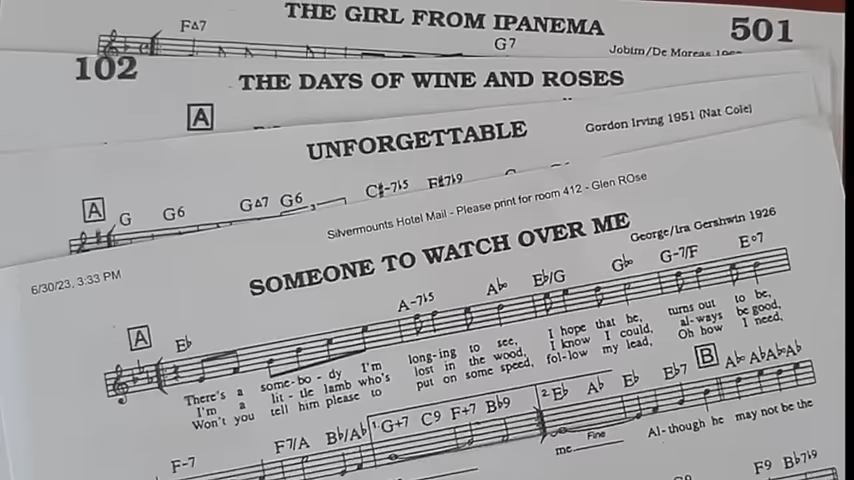 THE GIRL FROM IPANEMA 501
F△7 G7
Jobim/De Moreas
102 THE DAYS OF WINE AND ROSES
A
UNFORGETTABLE Gordon Irving 1951 (Nat Cole)
A G G6 G△7 G6 C#-7♭5 F#7♭9
Silvermounts Hotel Mail - Please print for room 412 - Glen ROse
6/30/23, 3:33 PM
SOMEONE TO WATCH OVER ME George/Ira Gershwin 1926
A E♭ A-7♭5 A♭° E♭/G G♭° G-7/F E°7
There's a some-bo-dy I'm long-ing to see, I hope that he, turns out to be,
I'm a lit-tle lamb who's lost in the wood, I know I could, al-ways be good,
Won't you tell him please to put on some speed, fol-low my lead, Oh how I need,
F-7 F7/A B♭/A♭ 1. G+7 C9 F+7 B♭9 2. E♭ A♭ E♭ E♭7 B A♭° A♭ A♭° A♭
me Fine Al-though he may not be the
F9 B♭7♭9